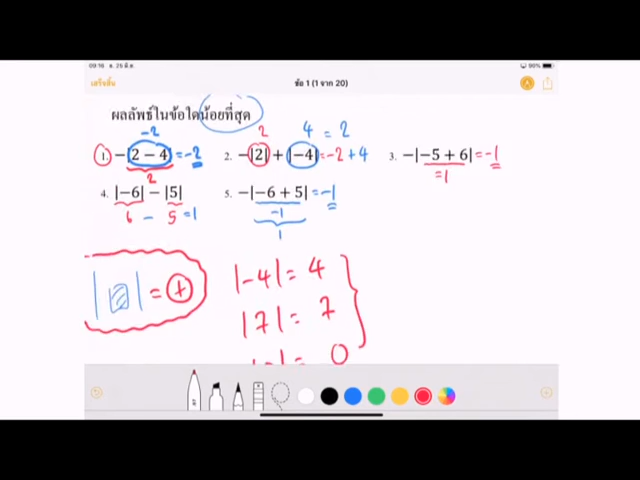 09:16 อ. 25 มี.ค. 90%
เสร็จสิ้น ข้อ 1 (1 จาก 20)
ผลลัพธ์ในข้อใดน้อยที่สุด
-2 2 4 = 2
1. -|2 - 4| = -2 2. -|2| + |-4| = -2 + 4 3. -|-5 + 6| = -1
2 = 1
4. |-6| - |5| 5. -|-6 + 5| = -1
6 - 5 = 1 -1
1
| | = + |-4| = 4
|7| = 7
= 0